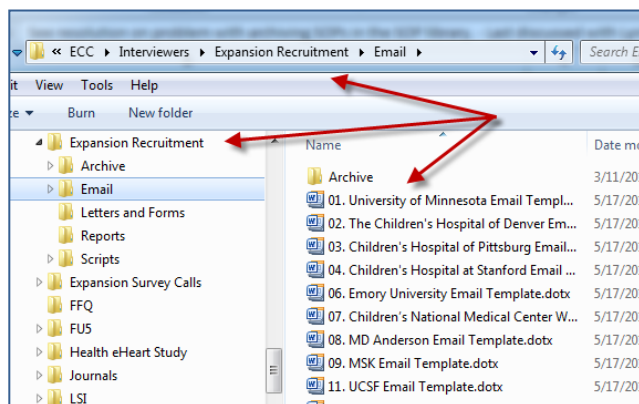 « ECC ▸ Interviewers ▸ Expansion Recruitment ▸ Email ▸ Search E
it View Tools Help
ze Burn New folder
Expansion Recruitment
Archive
Email
Letters and Forms
Reports
Scripts
Expansion Survey Calls
FFQ
FU5
Health eHeart Study
Journals
LSI
Name Date mo
Archive 3/11/20
01. University of Minnesota Email Templ... 5/17/20
02. The Children's Hospital of Denver Em... 5/17/20
03. Children's Hospital of Pittsburg Email... 5/17/20
04. Children's Hospital at Stanford Email ... 5/17/20
06. Emory University Email Template.dotx 5/17/20
07. Children's National Medical Center W... 5/17/20
08. MD Anderson Email Template.dotx 5/17/20
09. MSK Email Template.dotx 5/17/20
11. UCSF Email Template.dotx 5/17/20